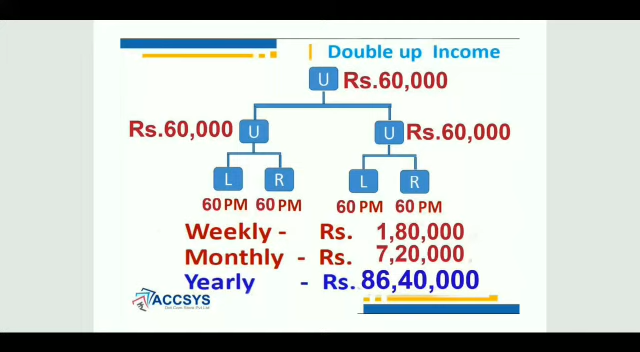 Double up Income
U Rs.60,000
Rs.60,000 U U Rs.60,000
L R L R
60 PM 60 PM 60 PM 60 PM
Weekly - Rs. 1,80,000
Monthly - Rs. 7,20,000
Yearly - Rs. 86,40,000
ACCSYS